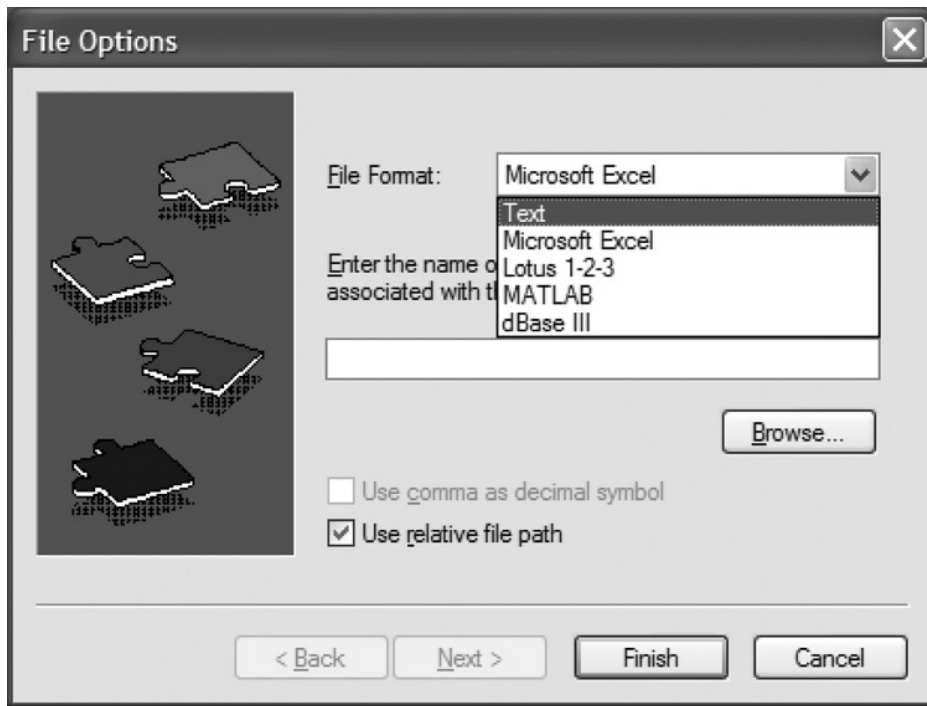 File Options
File Format:
Microsoft Excel
Text
Microsoft Excel
Lotus 1-2-3
MATLAB
dBase III
Enter the name
associated with
Browse...
Use comma as decimal symbol
Use relative file path
< Back
Next >
Finish
Cancel